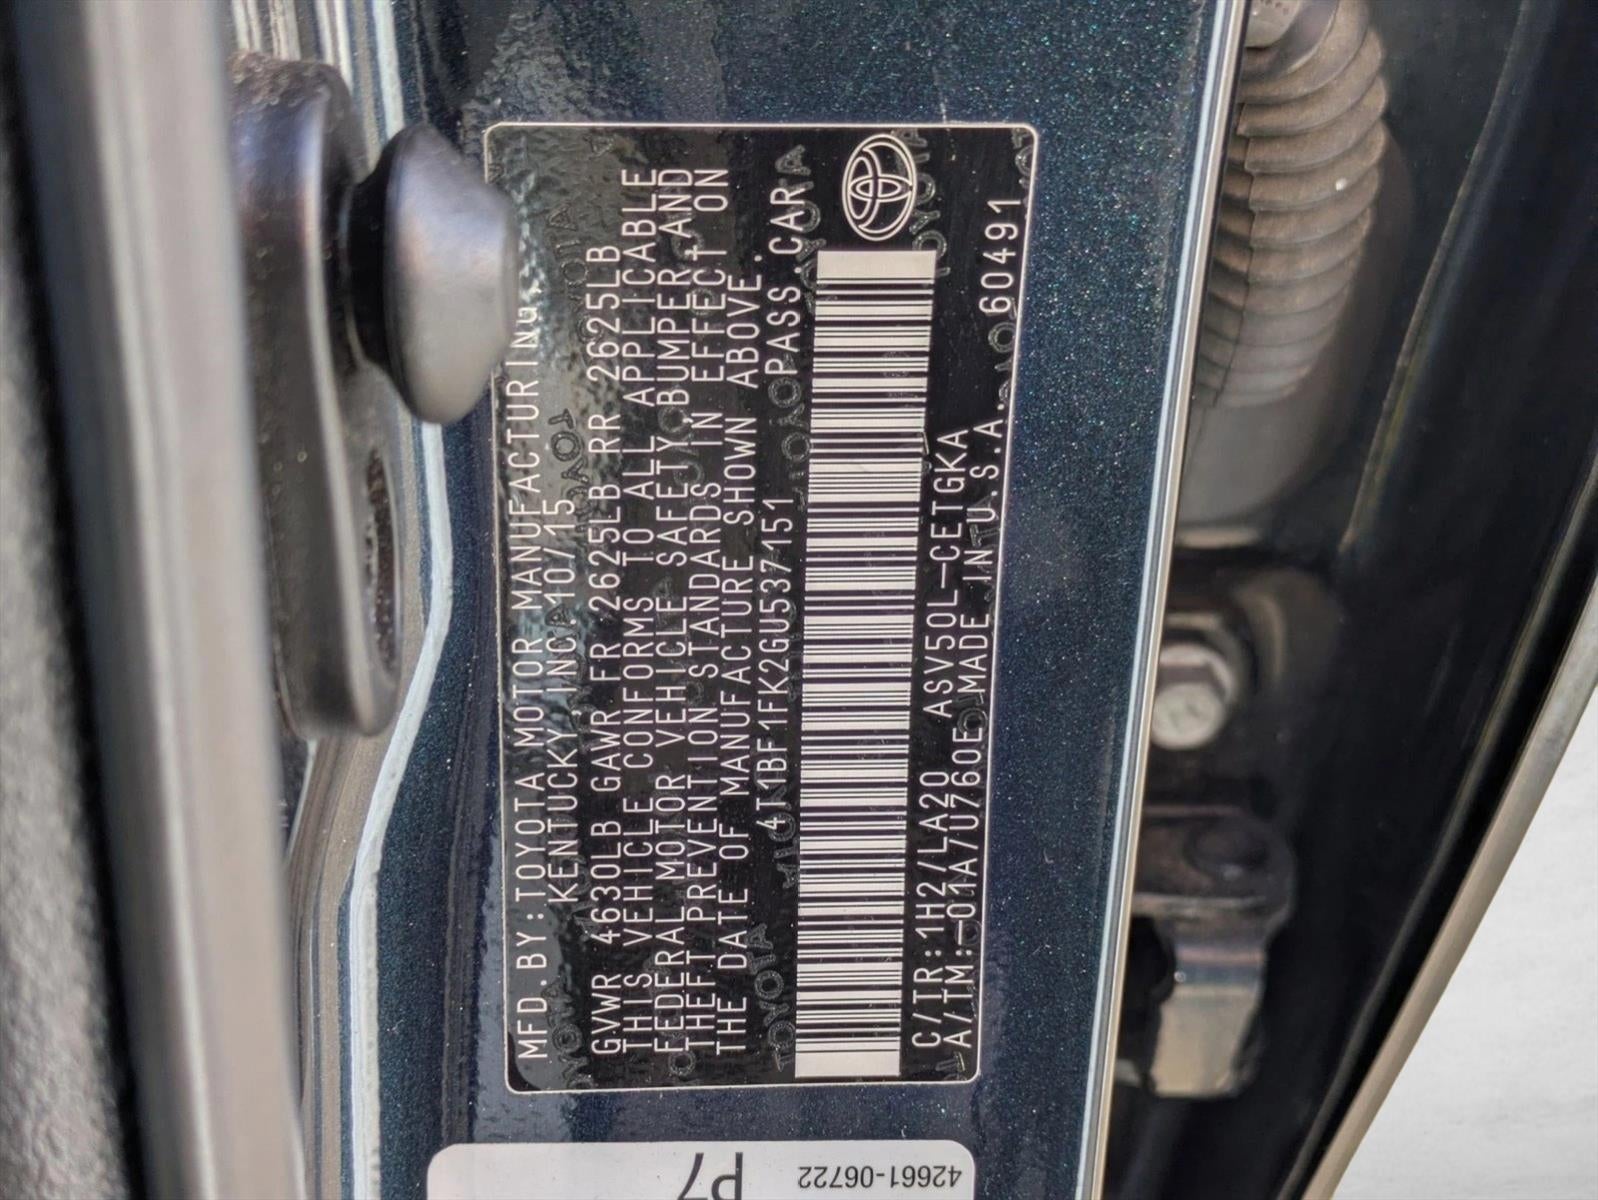 MFD.BY:TOYOTA MOTOR MANUFACTURING,
KENTUCKY,INC. 10/15
GVWR 4630LB GAWR FR 2625LB RR 2625LB
THIS VEHICLE CONFORMS TO ALL APPLICABLE
FEDERAL MOTOR VEHICLE SAFETY,BUMPER,AND
THEFT PREVENTION STANDARDS IN EFFECT ON
THE DATE OF MANUFACTURE SHOWN ABOVE.
4T1BF1FK2GU537151 PASS.CAR
C/TR:1H2/LA20 ASV50L-CETGKA
A/TM:-01A/U760E MADE IN U.S.A. 60491
P7
42661-06722